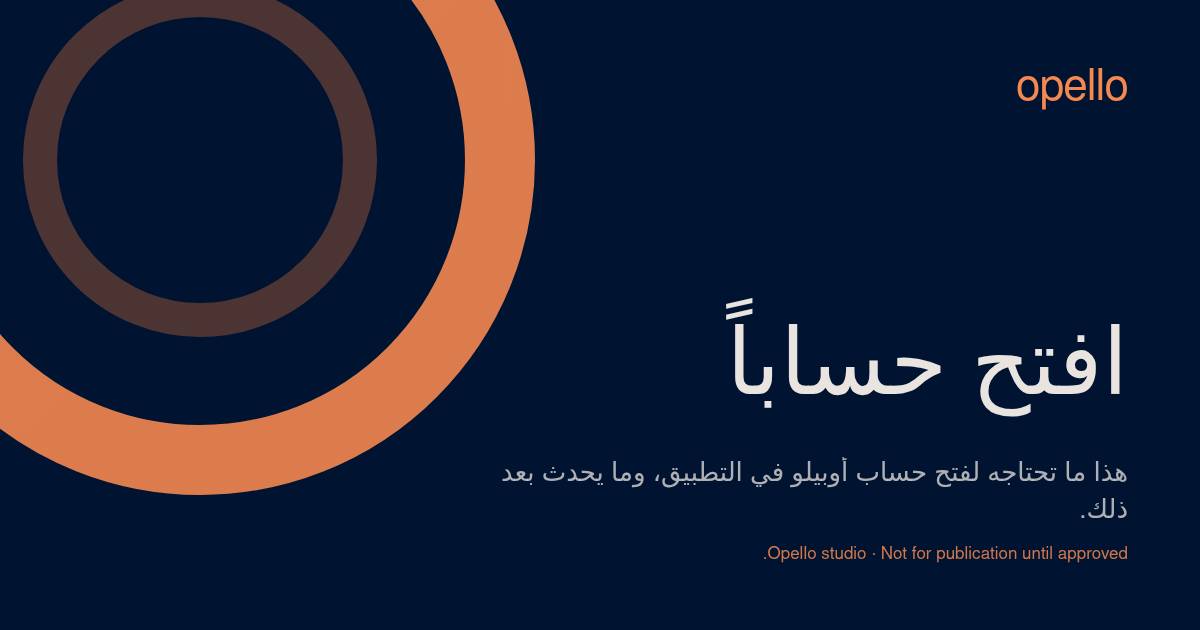 opello
افتح حساباً
هذا ما تحتاجه لفتح حساب أوبيلو في التطبيق، وما يحدث بعد
ذلك.
Opello studio · Not for publication until approved.